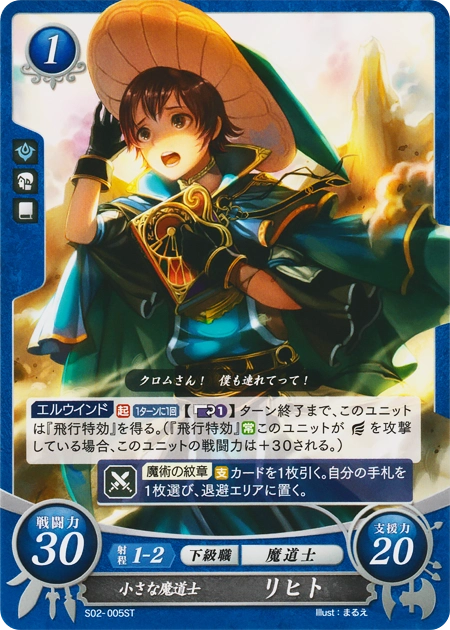 1
クロムさん! 僕も連れてって!
エルウインド 起 1ターンに1回 【 1】 ターン終了まで、このユニット
は『飛行特効』を得る。(『飛行特効』 常 このユニットが を攻撃
している場合、このユニットの戦闘力は+30される。)
魔術の紋章 支 カードを1枚引く。自分の手札を
1枚選び、退避エリアに置く。
戦闘力
30
射程 1-2 下級職 魔道士
支援力
20
小さな魔道士 リヒト
S02-005ST Illust:まるえ